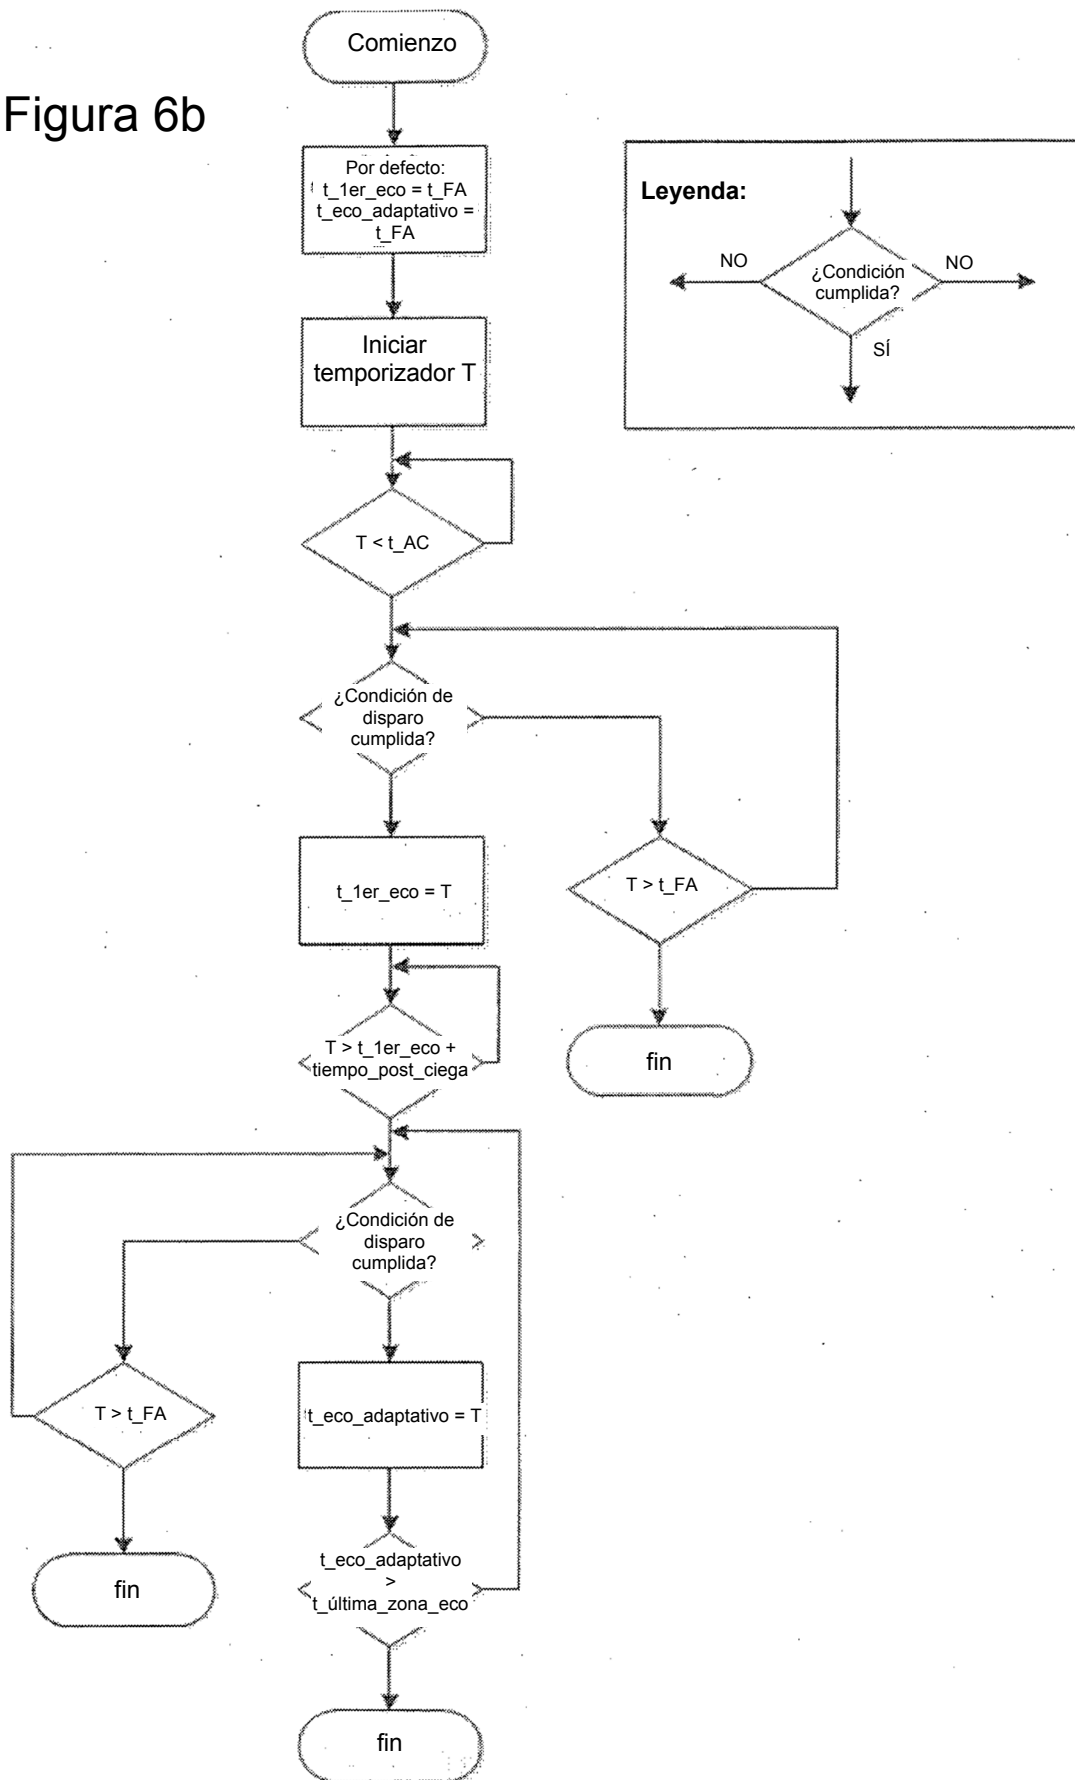 Comienzo
Figura 6b
Por defecto:
t_1er_eco = t_FA
t_eco_adaptativo =
t_FA
Leyenda:
NO
¿Condición
cumplida?
NO
SÍ
Iniciar
temporizador T
T < t_AC
¿Condición de
disparo
cumplida?
t_1er_eco = T
T > t_FA
T > t_1er_eco +
tiempo_post_ciega
fin
¿Condición de
disparo
cumplida?
T > t_FA
t_eco_adaptativo = T
t_eco_adaptativo
>
t_última_zona_eco
fin
fin